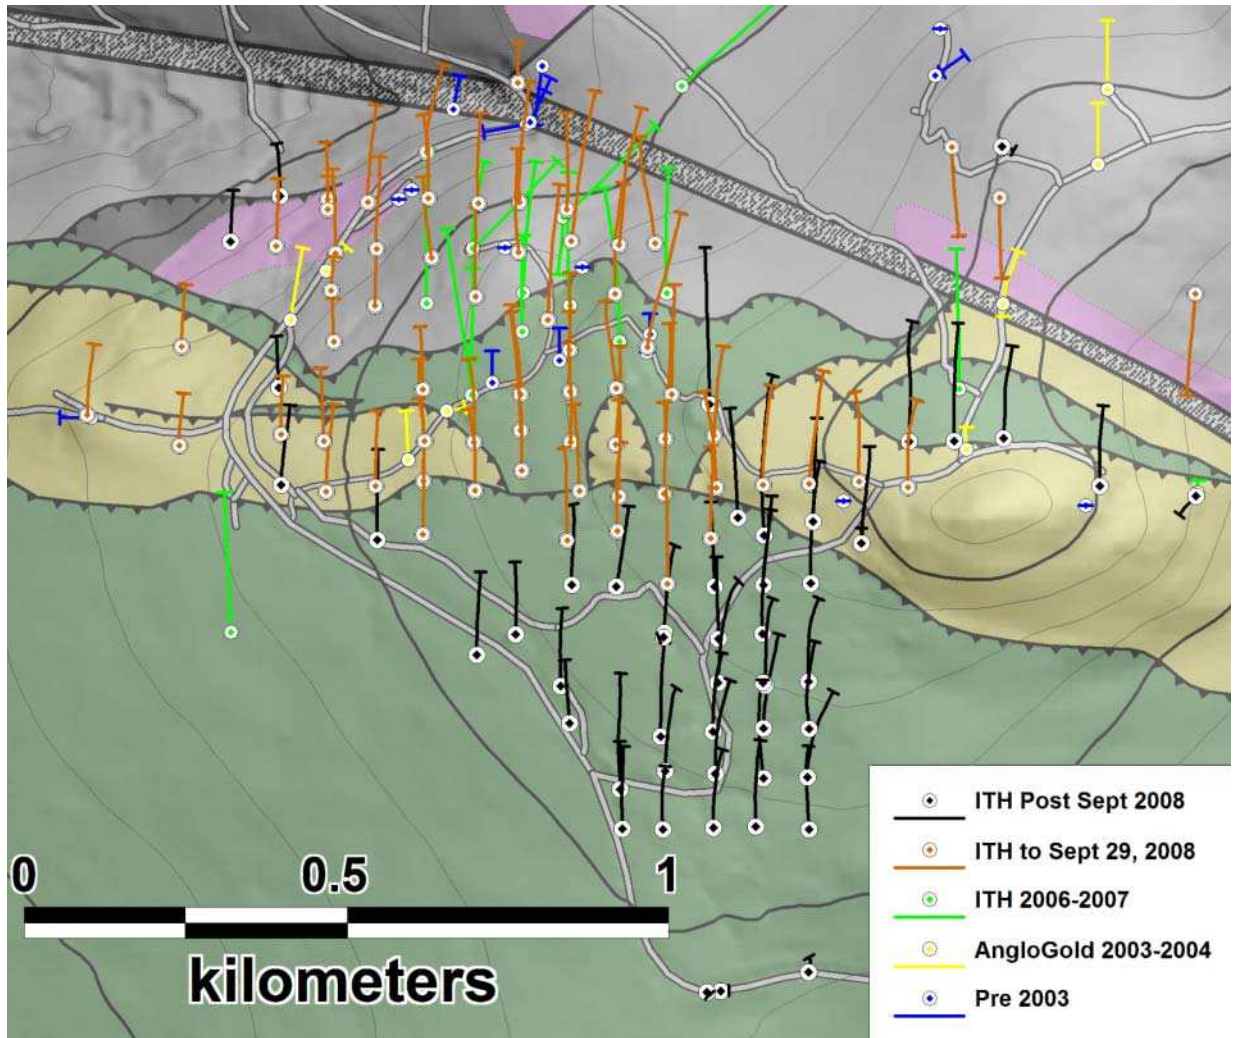 ITH Post Sept 2008
ITH to Sept 29, 2008
ITH 2006-2007
AngloGold 2003-2004
Pre 2003
0 0.5 1
kilometers